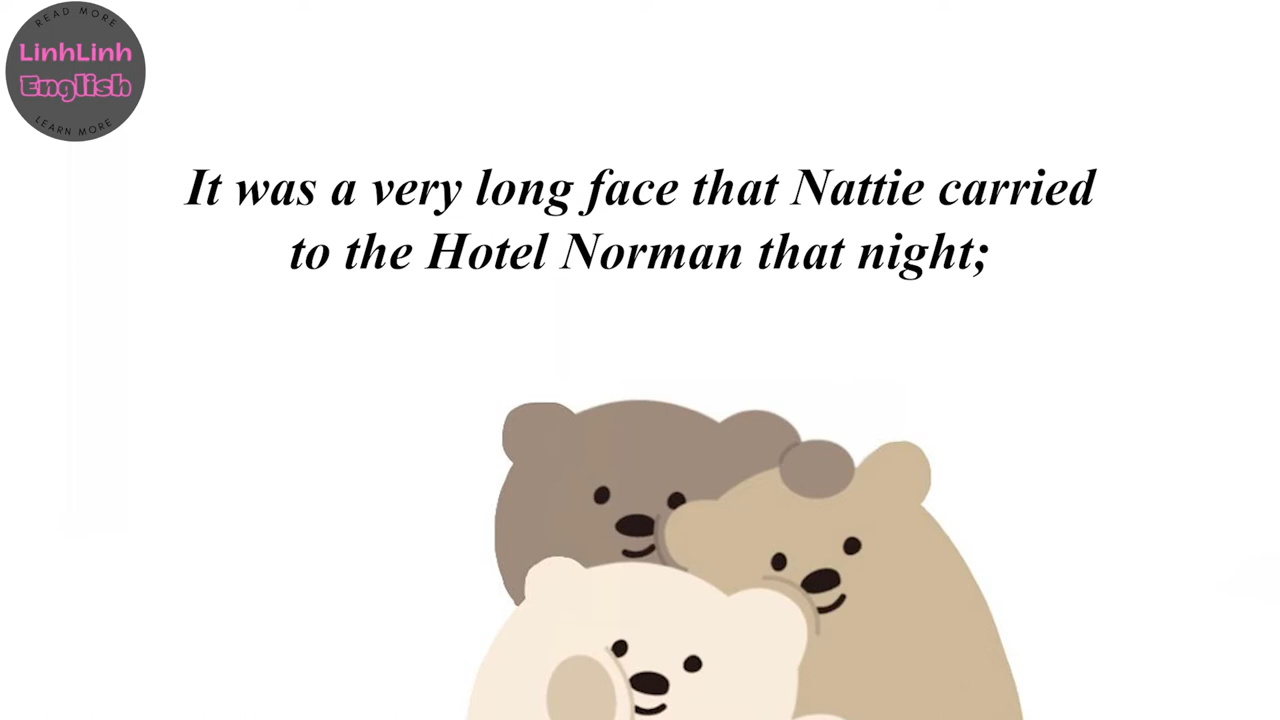 READ MORE
LinhLinh
English
LEARN MORE
It was a very long face that Nattie carried
to the Hotel Norman that night;